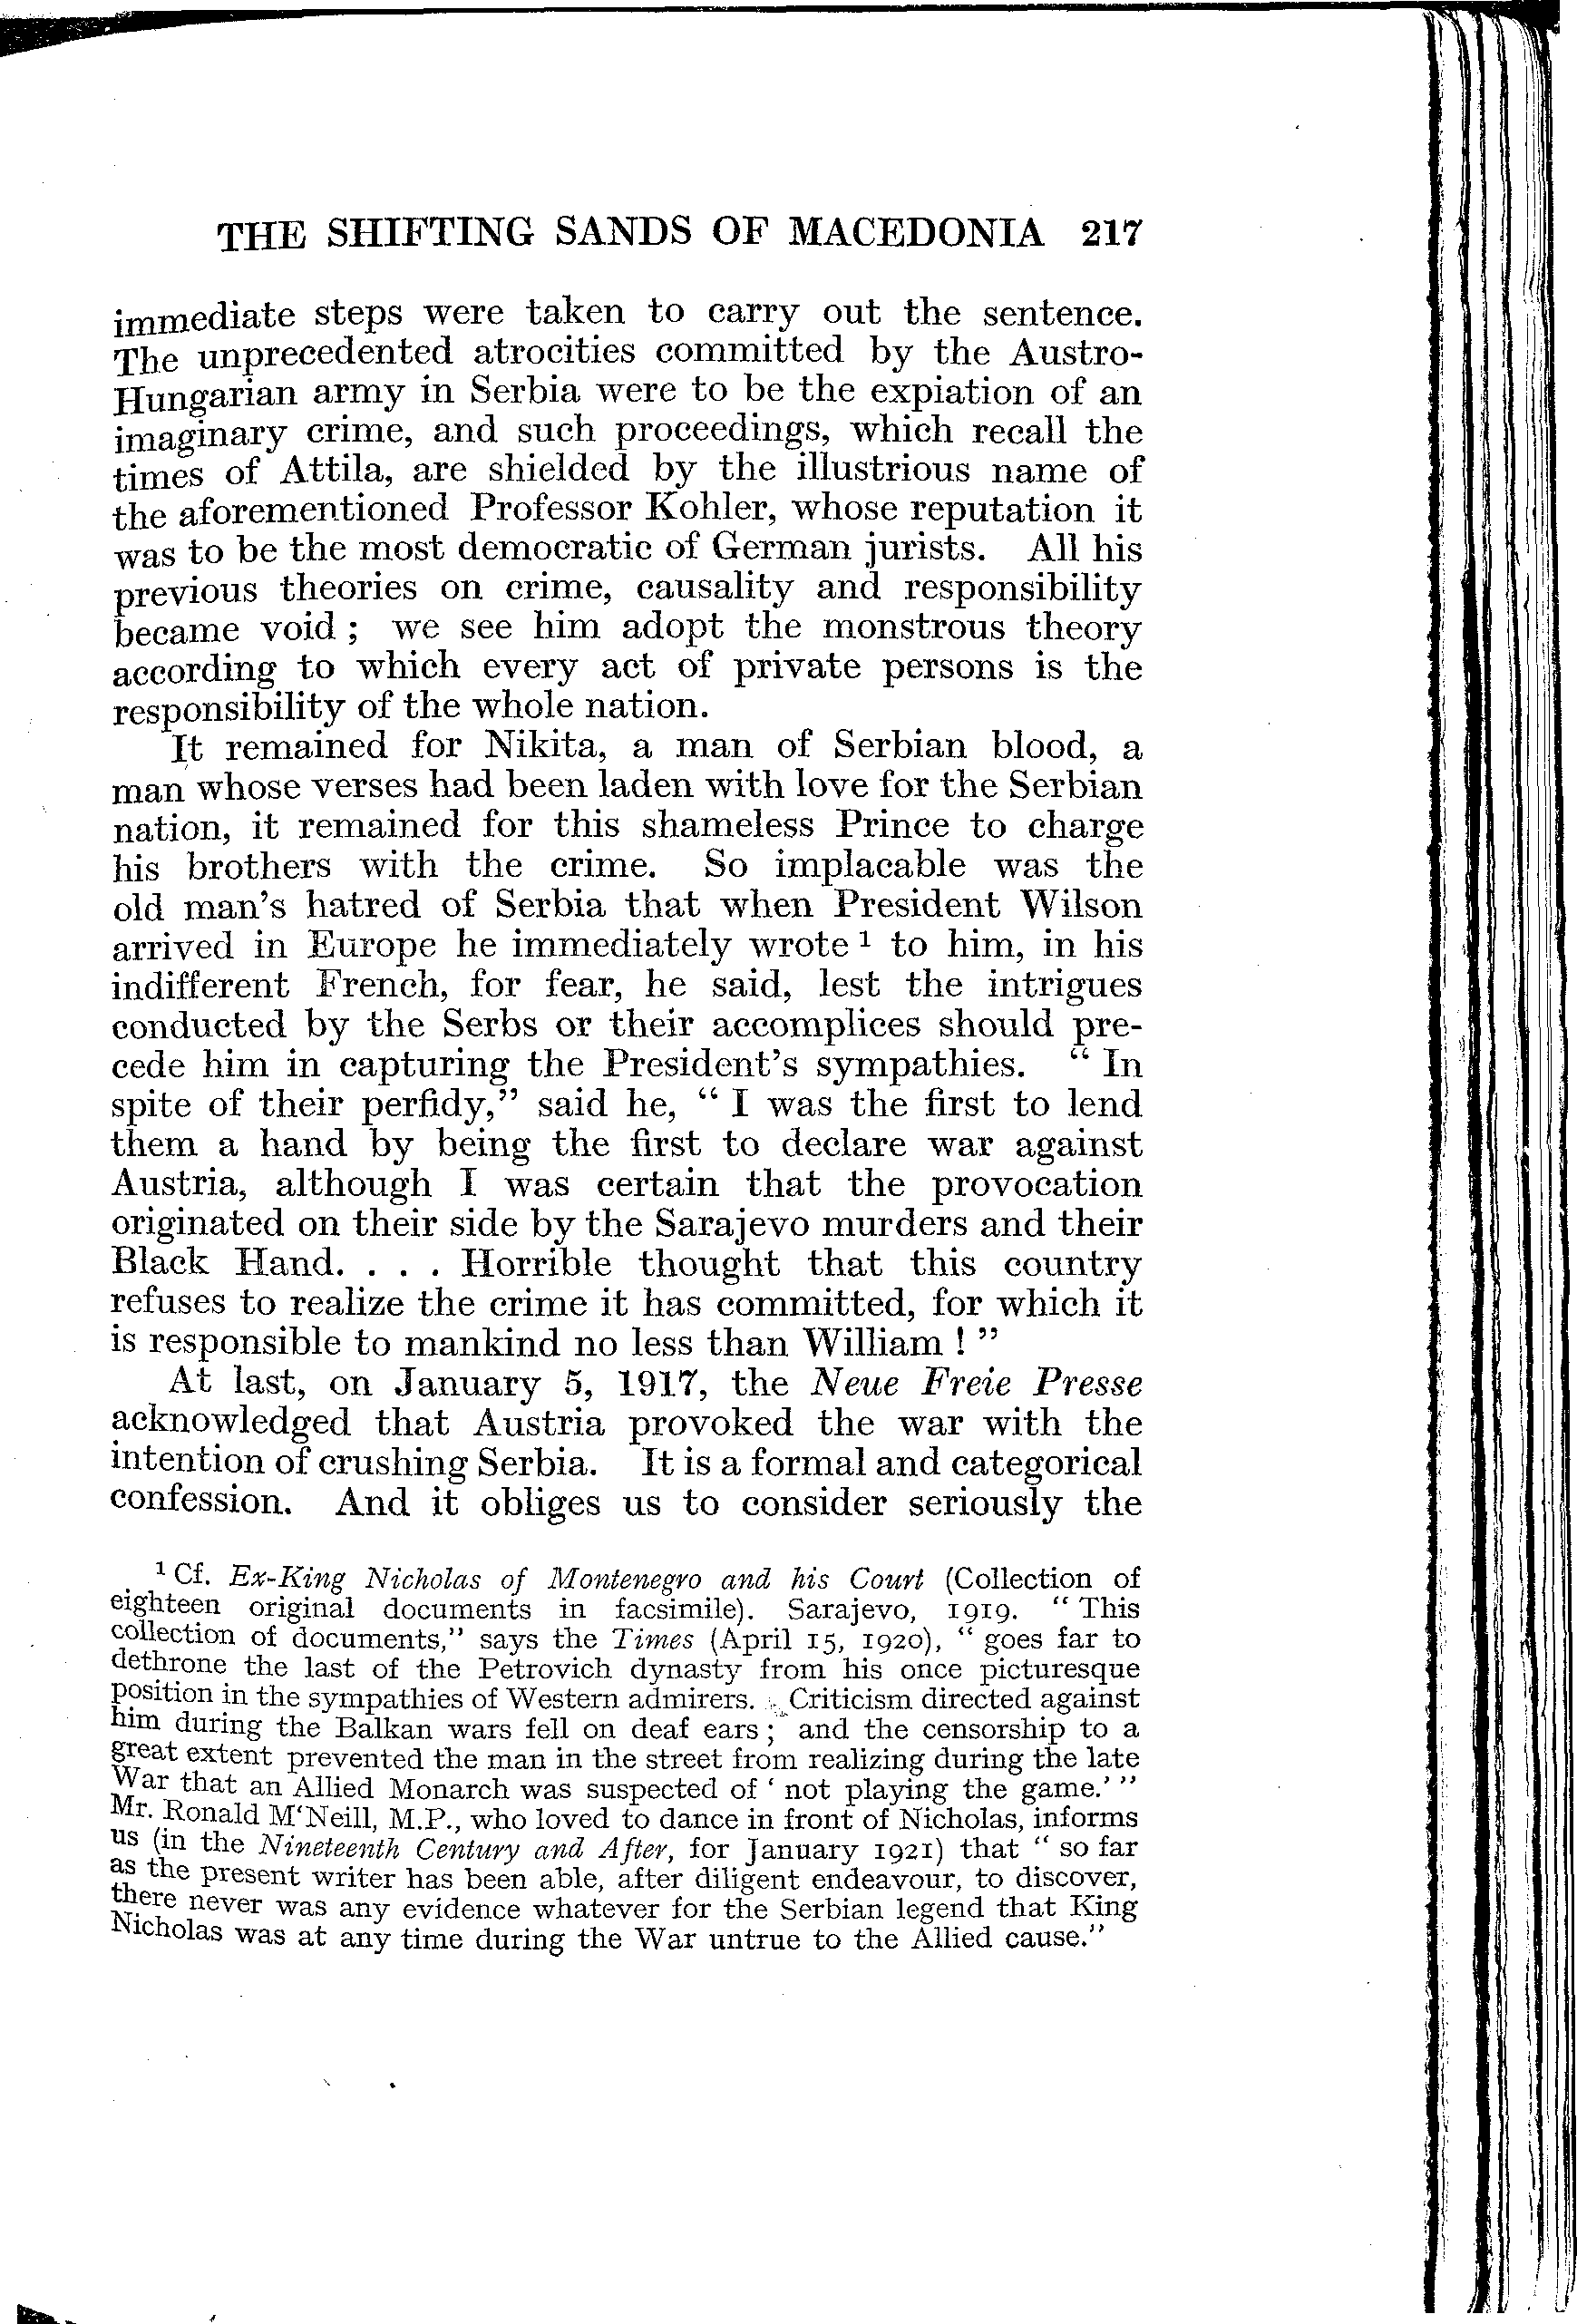 THE SHIFTING SANDS OF MACEDONIA 217
immediate steps were taken to carry out the sentence.
The unprecedented atrocities committed by the Austro-
Hungarian army in Serbia were to be the expiation of an
imaginary crime, and such proceedings, which recall the
times of Attila, are shielded by the illustrious name of
the aforementioned Professor Kohler, whose reputation it
was to be the most democratic of German jurists. All his
previous theories on crime, causality and responsibility
became void ; we see him adopt the monstrous theory
according to which every act of private persons is the
responsibility of the whole nation.
It remained for Nikita, a man of Serbian blood, a
man whose verses had been laden with love for the Serbian
nation, it remained for this shameless Prince to charge
his brothers with the crime. So implacable was the
old man's hatred of Serbia that when President Wilson
arrived in Europe he immediately wrote ¹ to him, in his
indifferent French, for fear, he said, lest the intrigues
conducted by the Serbs or their accomplices should pre-
cede him in capturing the President's sympathies. " In
spite of their perfidy," said he, " I was the first to lend
them a hand by being the first to declare war against
Austria, although I was certain that the provocation
originated on their side by the Sarajevo murders and their
Black Hand. . . . Horrible thought that this country
refuses to realize the crime it has committed, for which it
is responsible to mankind no less than William ! "
At last, on January 5, 1917, the Neue Freie Presse
acknowledged that Austria provoked the war with the
intention of crushing Serbia. It is a formal and categorical
confession. And it obliges us to consider seriously the
¹ Cf. Ex-King Nicholas of Montenegro and his Court (Collection of
eighteen original documents in facsimile). Sarajevo, 1919. " This
collection of documents," says the Times (April 15, 1920), " goes far to
dethrone the last of the Petrovich dynasty from his once picturesque
position in the sympathies of Western admirers. Criticism directed against
him during the Balkan wars fell on deaf ears ; and the censorship to a
great extent prevented the man in the street from realizing during the late
War that an Allied Monarch was suspected of ' not playing the game.' "
Mr. Ronald M'Neill, M.P., who loved to dance in front of Nicholas, informs
us (in the Nineteenth Century and After, for January 1921) that " so far
as the present writer has been able, after diligent endeavour, to discover,
there never was any evidence whatever for the Serbian legend that King
Nicholas was at any time during the War untrue to the Allied cause."